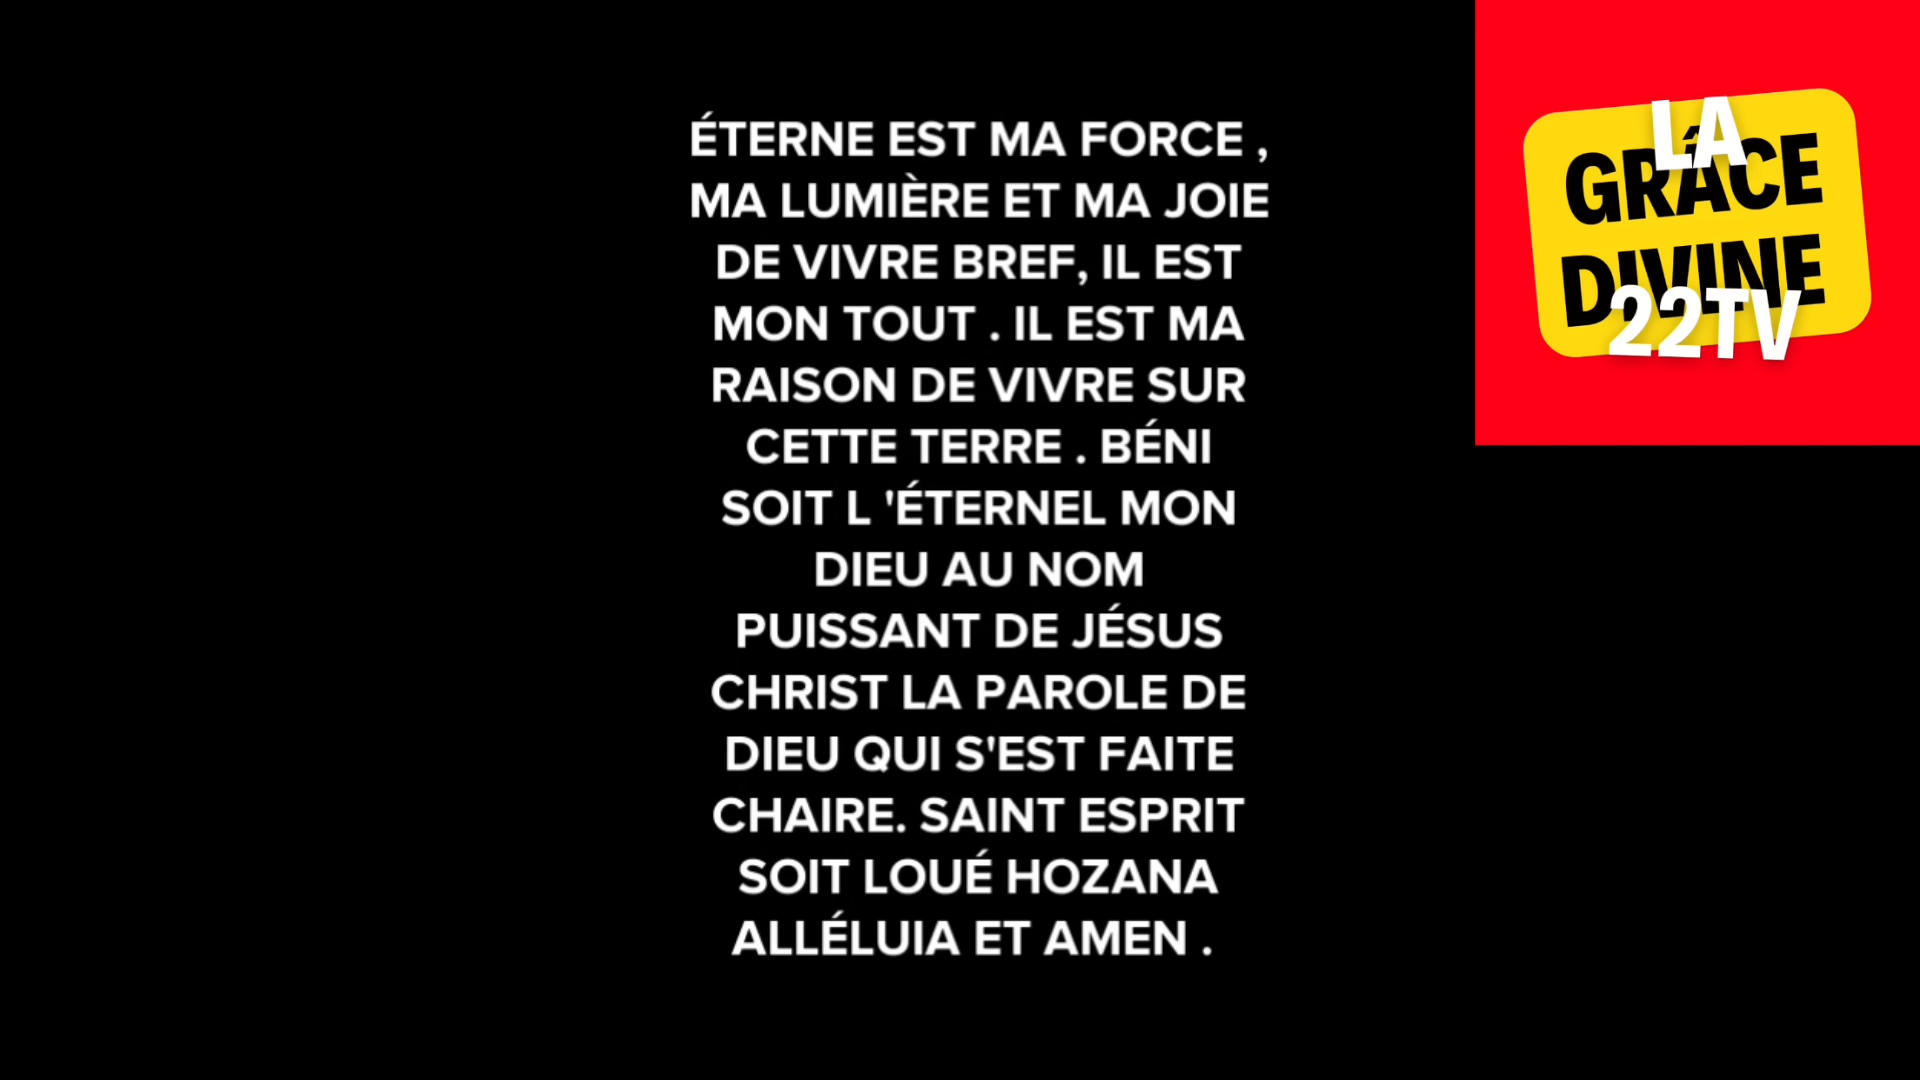 ÉTERNE EST MA FORCE ,
MA LUMIÈRE ET MA JOIE
DE VIVRE BREF, IL EST
MON TOUT . IL EST MA
RAISON DE VIVRE SUR
CETTE TERRE . BÉNI
SOIT L 'ÉTERNEL MON
DIEU AU NOM
PUISSANT DE JÉSUS
CHRIST LA PAROLE DE
DIEU QUI S'EST FAITE
CHAIRE. SAINT ESPRIT
SOIT LOUÉ HOZANA
ALLÉLUIA ET AMEN .
LA
GRÂCE
DIVINE
22TV